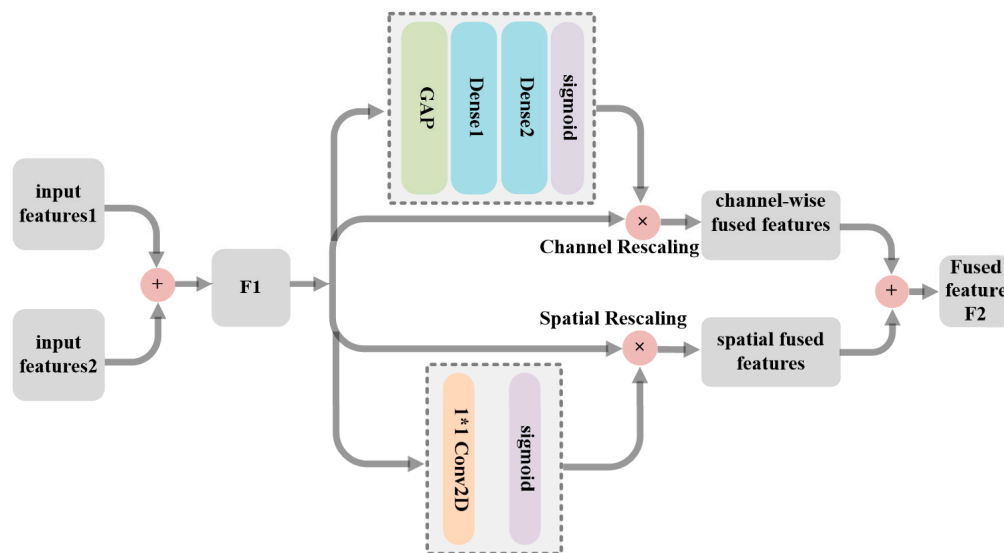 input
features1
input
features2
+
F1
GAP
Dense1
Dense2
sigmoid
×
Channel Rescaling
channel-wise
fused features
Spatial Rescaling
×
spatial fused
features
1*1 Conv2D
sigmoid
+
Fused
feature
F2